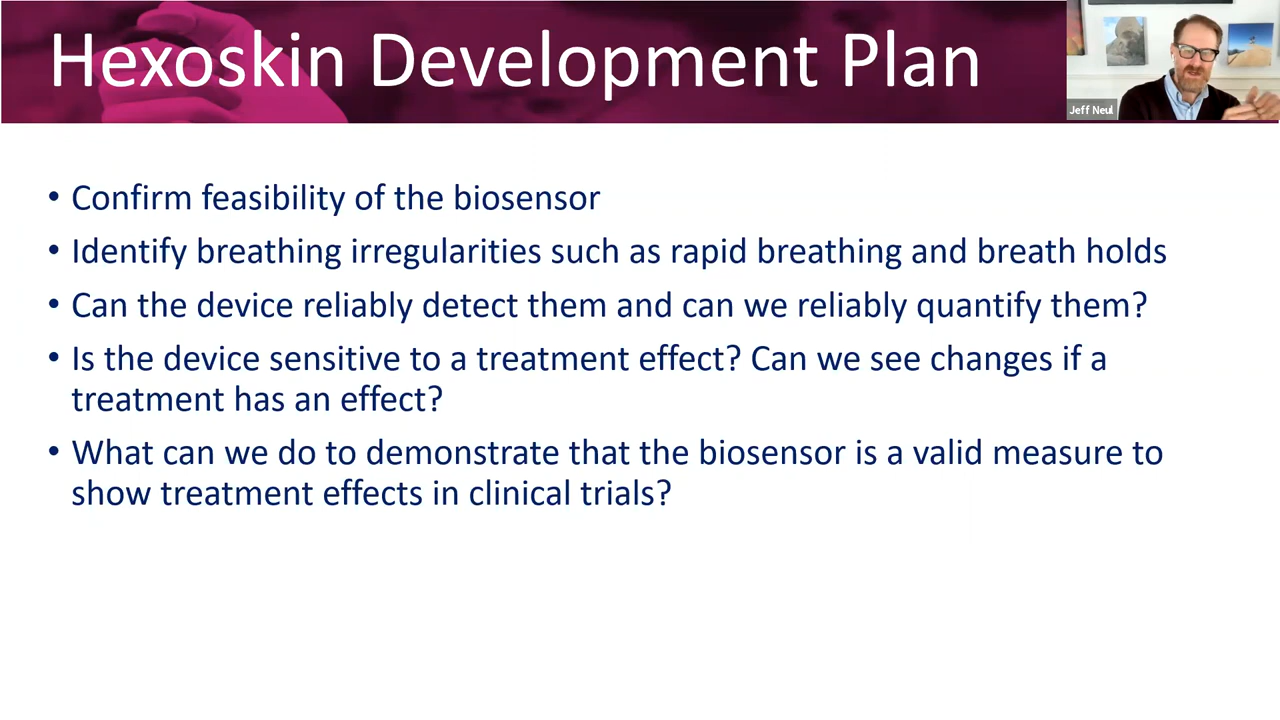 Hexoskin Development Plan
Jeff Neul
• Confirm feasibility of the biosensor
• Identify breathing irregularities such as rapid breathing and breath holds
• Can the device reliably detect them and can we reliably quantify them?
• Is the device sensitive to a treatment effect? Can we see changes if a
treatment has an effect?
• What can we do to demonstrate that the biosensor is a valid measure to
show treatment effects in clinical trials?